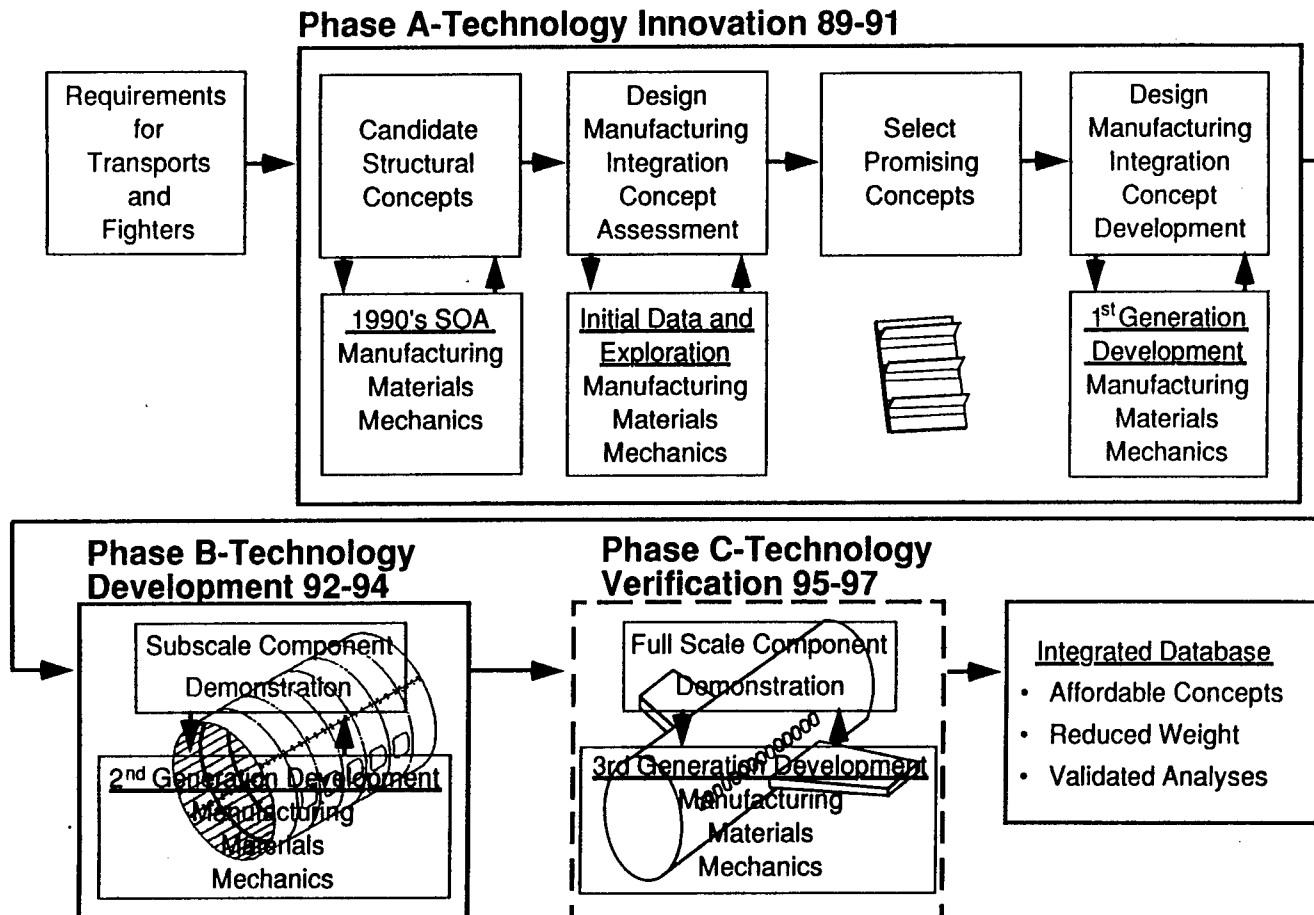 Phase A-Technology Innovation 89-91
Requirements
for
Transports
and
Fighters
Candidate
Structural
Concepts
Design
Manufacturing
Integration
Concept
Assessment
Select
Promising
Concepts
Design
Manufacturing
Integration
Concept
Development
1990's SOA
Manufacturing
Materials
Mechanics
Initial Data and
Exploration
Manufacturing
Materials
Mechanics
1st Generation
Development
Manufacturing
Materials
Mechanics
Phase B-Technology
Development 92-94
Subscale Component
Demonstration
2nd Generation Development
Manufacturing
Materials
Mechanics
Phase C-Technology
Verification 95-97
Full Scale Component
Demonstration
3rd Generation Development
Manufacturing
Materials
Mechanics
Integrated Database
• Affordable Concepts
• Reduced Weight
• Validated Analyses